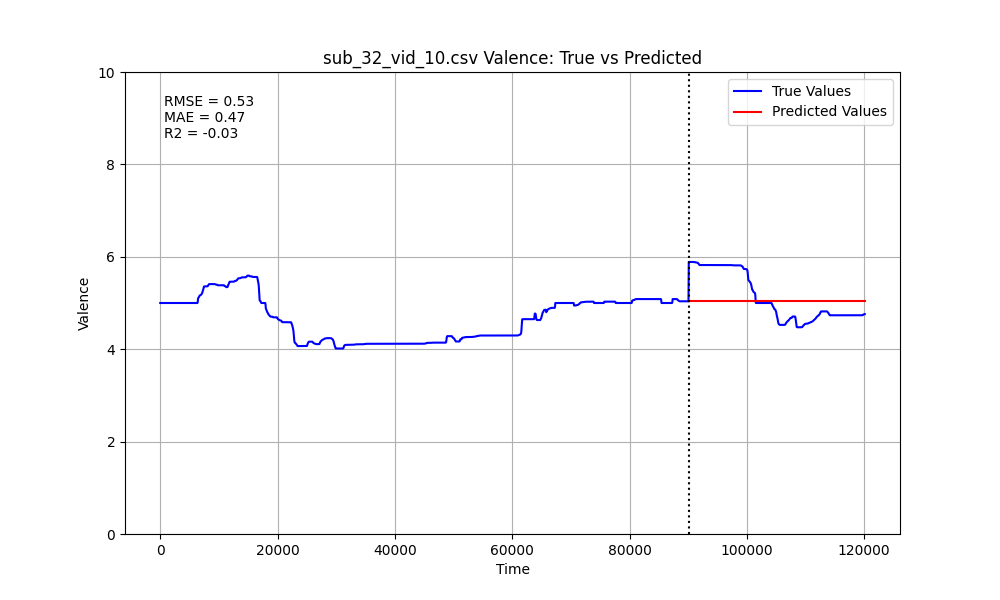 sub_32_vid_10.csv Valence: True vs Predicted
RMSE = 0.53
MAE = 0.47
R2 = -0.03
True Values
Predicted Values
Valence
10
8
6
4
2
0
0 20000 40000 60000 80000 100000 120000
Time